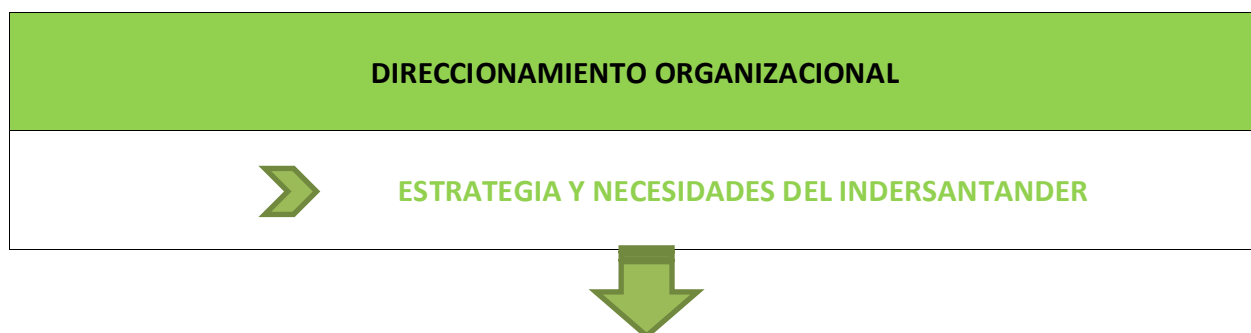 DIRECCIONAMIENTO ORGANIZACIONAL
ESTRATEGIA Y NECESIDADES DEL INDERSANTANDER